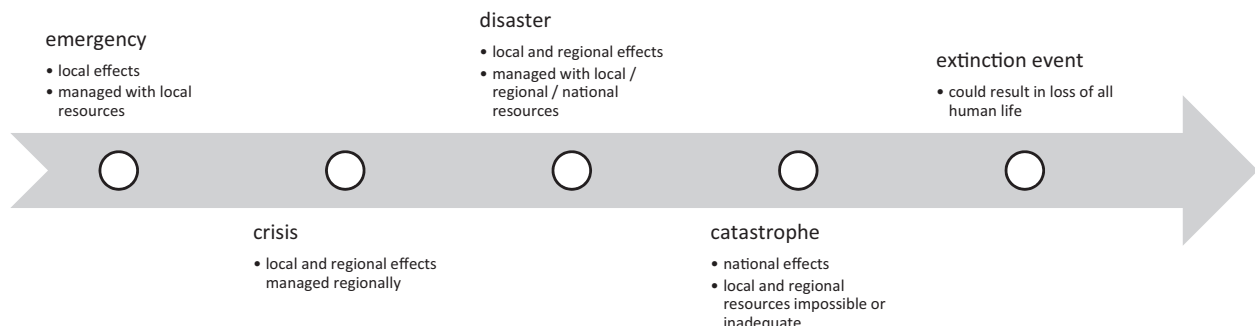 emergency
• local effects
• managed with local
resources
crisis
• local and regional effects
managed regionally
disaster
• local and regional effects
• managed with local /
regional / national
resources
catastrophe
• national effects
• local and regional
resources impossible or
inadequate
extinction event
• could result in loss of all
human life